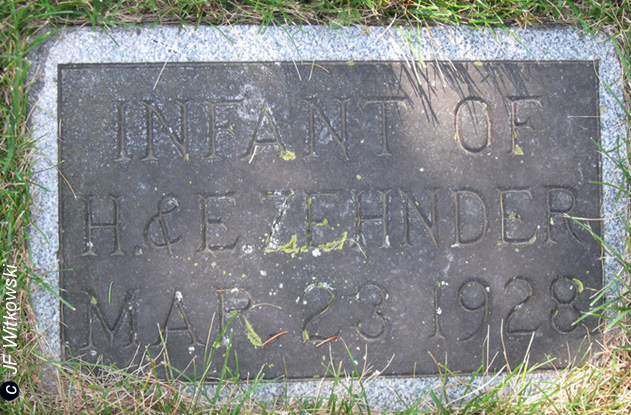 INFANT OF
H. & E ZEHNDER
MAR. 23 1928
© JF Witkowski